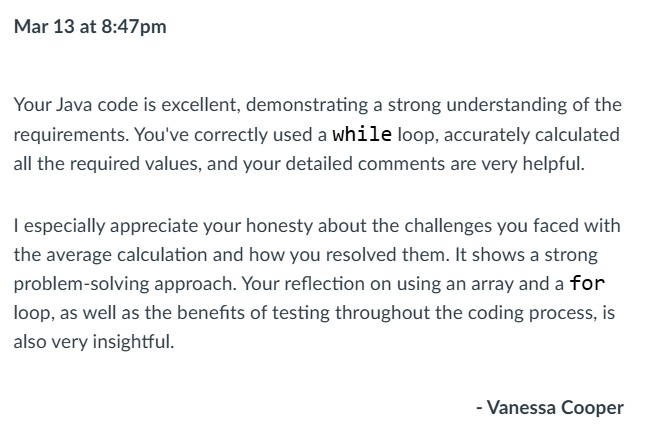 Mar 13 at 8:47pm
Your Java code is excellent, demonstrating a strong understanding of the
requirements. You've correctly used a while loop, accurately calculated
all the required values, and your detailed comments are very helpful.
I especially appreciate your honesty about the challenges you faced with
the average calculation and how you resolved them. It shows a strong
problem-solving approach. Your reflection on using an array and a for
loop, as well as the benefits of testing throughout the coding process, is
also very insightful.
- Vanessa Cooper